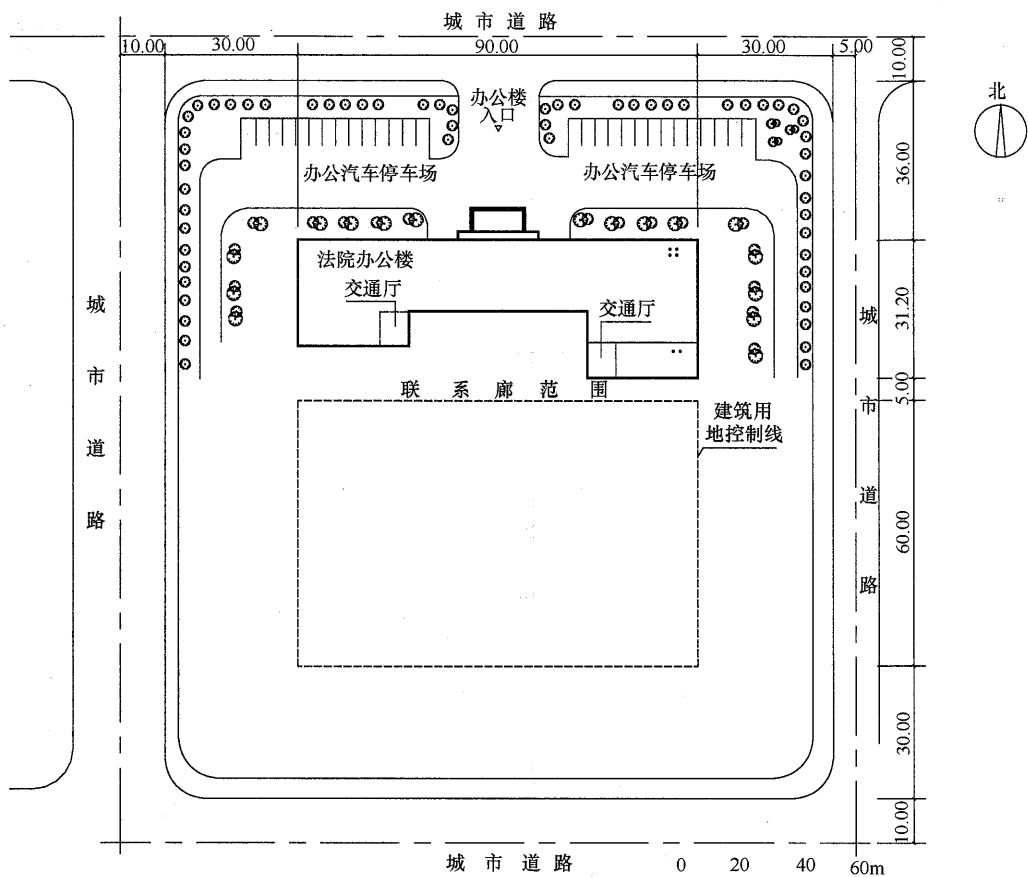 城市道路
10.00
30.00
90.00
30.00
5.00
10.00
办公楼
入口
北
办公汽车停车场
办公汽车停车场
36.00
法院办公楼
交通厅
交通厅
31.20
城市道路
城市道路
联系廊范围
5.00
建筑用
地控制线
60.00
30.00
10.00
城市道路
0 20 40 60m